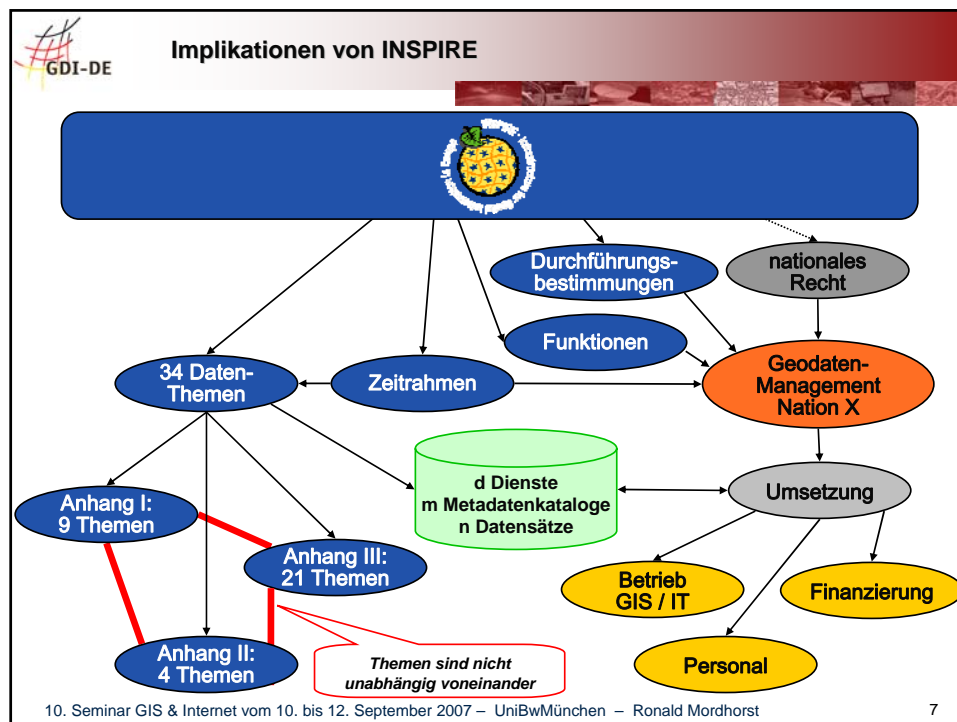 GDI-DE
Implikationen von INSPIRE
Durchführungs-
bestimmungen
nationales
Recht
Funktionen
34 Daten-
Themen
Zeitrahmen
Geodaten-
Management
Nation X
d Dienste
m Metadatenkataloge
n Datensätze
Umsetzung
Anhang I:
9 Themen
Anhang III:
21 Themen
Betrieb
GIS / IT
Finanzierung
Anhang II:
4 Themen
Themen sind nicht
unabhängig voneinander
Personal
10. Seminar GIS & Internet vom 10. bis 12. September 2007 – UniBwMünchen – Ronald Mordhorst
7